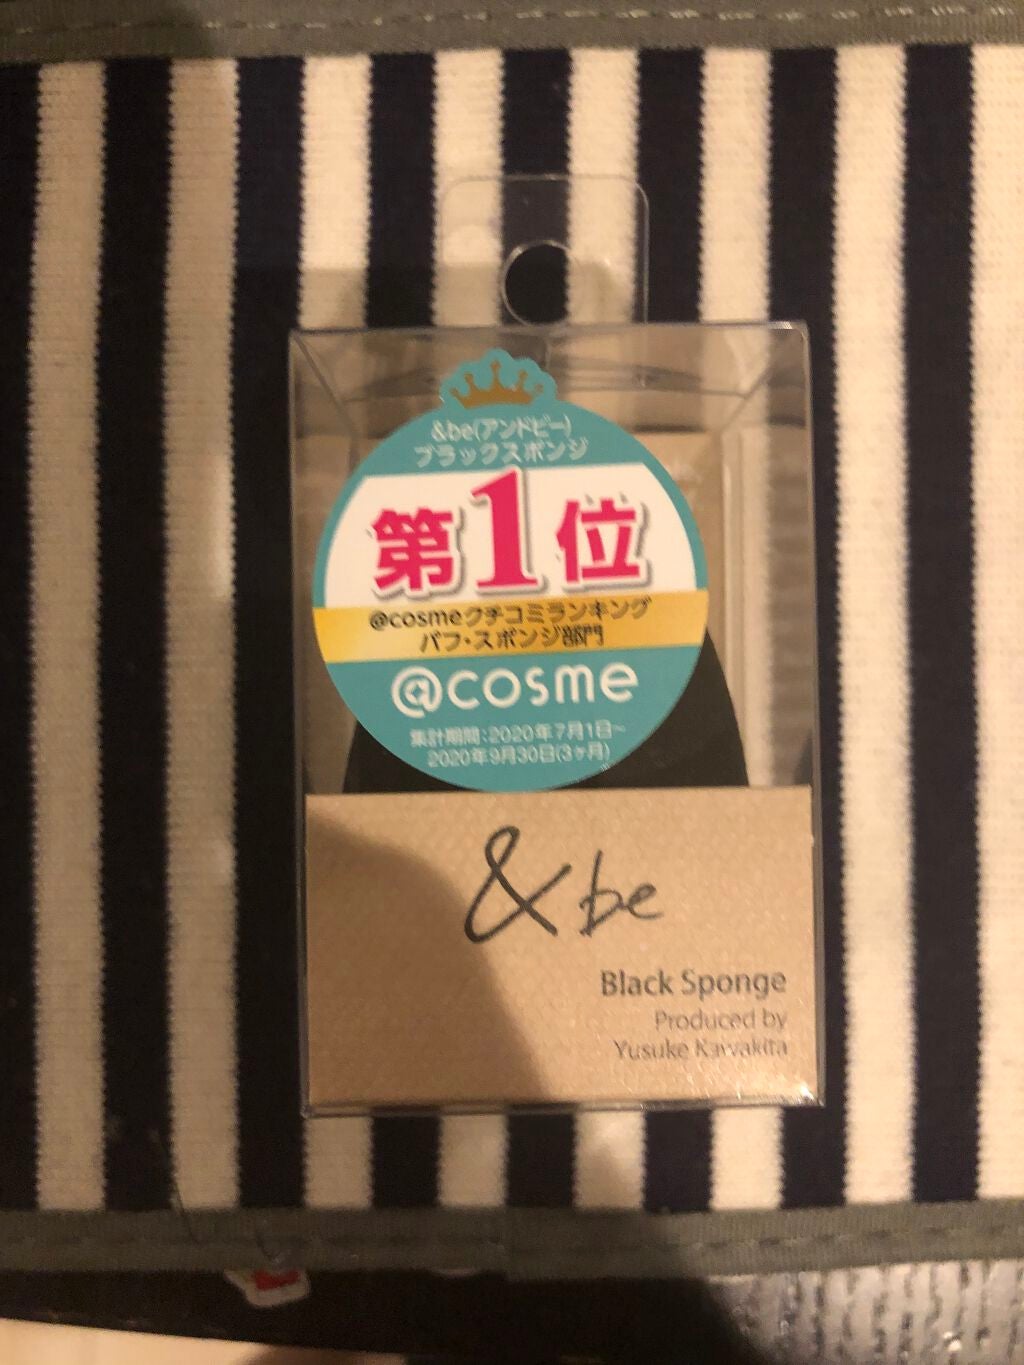 &be(アンドビー)
ブラックスポンジ
第1位
@cosmeクチコミランキング
パフ・スポンジ部門
@cosme
集計期間:2020年7月1日~
2020年9月30日(3ヶ月)
&be
Black Sponge
Produced by
Yusuke Kawakita